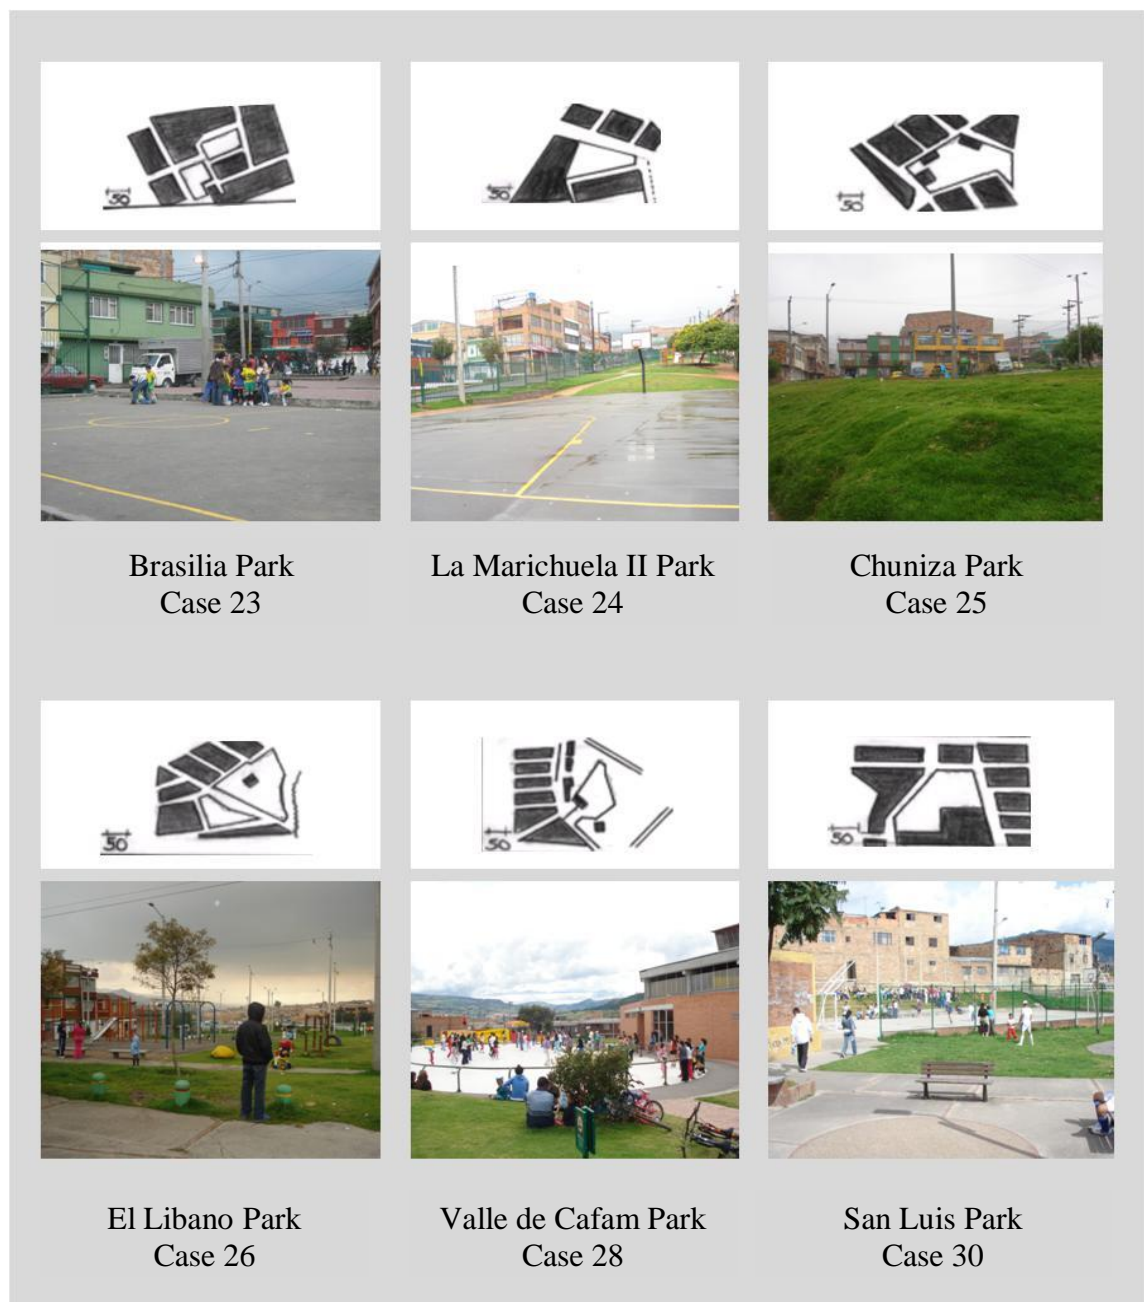 50
50
50
Brasilia Park
Case 23
La Marichuela II Park
Case 24
Chuniza Park
Case 25
50
50
50
El Libano Park
Case 26
Valle de Cafam Park
Case 28
San Luis Park
Case 30